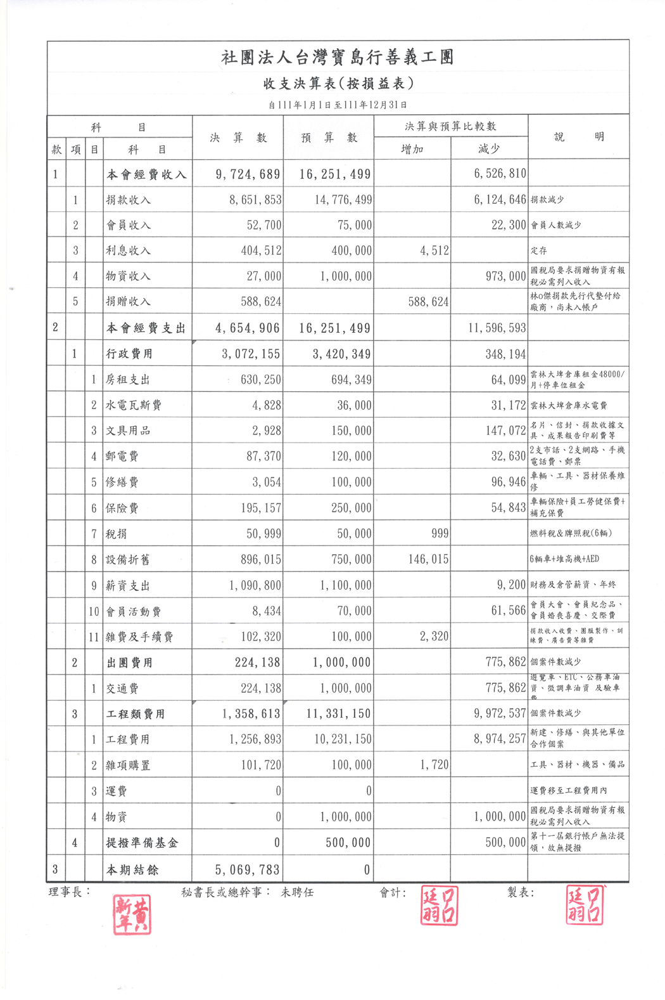 社團法人台灣寶島行善義工團
收支決算表(按損益表)
自111年1月1日至111年12月31日
科 目 決 算 數 預 算 數 決算與預算比較數 說 明
款 項 目 科 目 增加 減少
1 本會經費收入 9,724,689 16,251,499 6,526,810
1 捐款收入 8,651,853 14,776,499 6,124,646 捐款減少
2 會員收入 52,700 75,000 22,300 會員人數減少
3 利息收入 404,512 400,000 4,512 定存
4 物資收入 27,000 1,000,000 973,000 國稅局要求捐贈物資有報
稅必需列入收入
5 捐贈收入 588,624 588,624 林o傑捐款先行代墊付給
廠商,尚未入帳戶
2 本會經費支出 4,654,906 16,251,499 11,596,593
1 行政費用 3,072,155 3,420,349 348,194
1 房租支出 630,250 694,349 64,099 雲林大埤倉庫租金48000/
月+停車位租金
2 水電瓦斯費 4,828 36,000 31,172 雲林大埤倉庫水電費
3 文具用品 2,928 150,000 147,072 名片、信封、捐款收據文
具、成果報告印刷費等
4 郵電費 87,370 120,000 32,630 2支市話、2支網路、手機
電話費、郵票
5 修繕費 3,054 100,000 96,946 車輛、工具、器材保養維
修
6 保險費 195,157 250,000 54,843 車輛保險+員工勞健保費+
補充保費
7 稅捐 50,999 50,000 999 燃料稅&牌照稅(6輛)
8 設備折舊 896,015 750,000 146,015 6輛車+堆高機+AED
9 薪資支出 1,090,800 1,100,000 9,200 財務及倉管薪資、年終
10 會員活動費 8,434 70,000 61,566 會員大會、會員紀念品、
會員婚喪喜慶、交際費
11 雜費及手續費 102,320 100,000 2,320 捐款收入收費、團服製作、訓
練費、廣告費等雜費
2 出團費用 224,138 1,000,000 775,862 個案件數減少
1 交通費 224,138 1,000,000 775,862 遊覽車、ETC、公務車油
資、微調車油資 及驗車
費
3 工程類費用 1,358,613 11,331,150 9,972,537 個案件數減少
1 工程費用 1,256,893 10,231,150 8,974,257 新建、修繕、與其他單位
合作個案
2 雜項購置 101,720 100,000 1,720 工具、器材、機器、備品
3 運費 0 0 運費移至工程費用內
4 物資 0 1,000,000 1,000,000 國稅局要求捐贈物資有報
稅必需列入收入
4 提撥準備基金 0 500,000 500,000 第十一屆銀行帳戶無法提
領,故無提撥
3 本期結餘 5,069,783 0
理事長: 秘書長或總幹事: 未聘任 會計: 製表:
黃新年 呂廷羽 呂廷羽